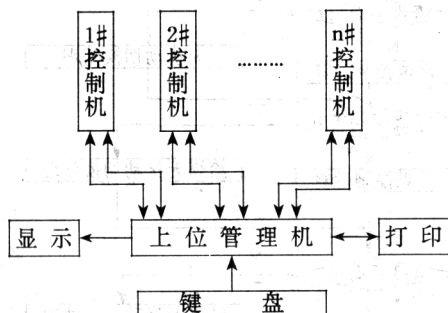 1#控制机
2#控制机
………
n#控制机
显示
上位管理机
打印
键盘